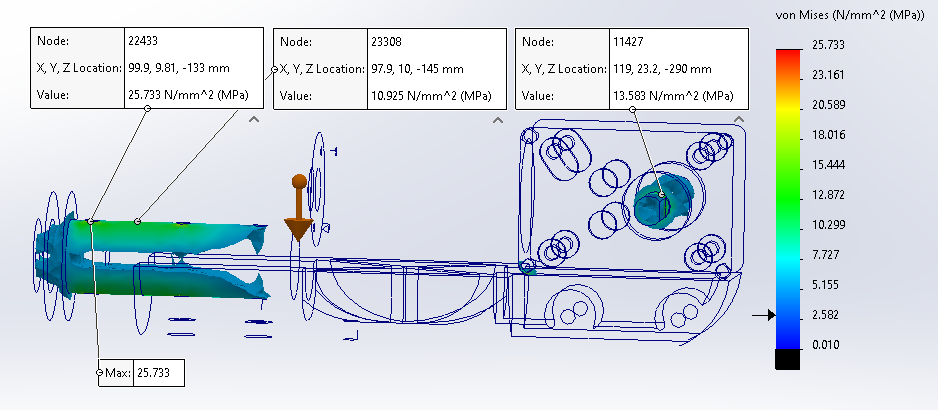 von Mises (N/mm^2 (MPa))
Node: 22433
X, Y, Z Location: 99.9, 9.81, -133 mm
Value: 25.733 N/mm^2 (MPa)
Node: 23308
X, Y, Z Location: 97.9, 10, -145 mm
Value: 10.925 N/mm^2 (MPa)
Node: 11427
X, Y, Z Location: 119, 23.2, -290 mm
Value: 13.583 N/mm^2 (MPa)
25.733
23.161
20.589
18.016
15.444
12.872
10.299
7.727
5.155
2.582
0.010
Max: 25.733